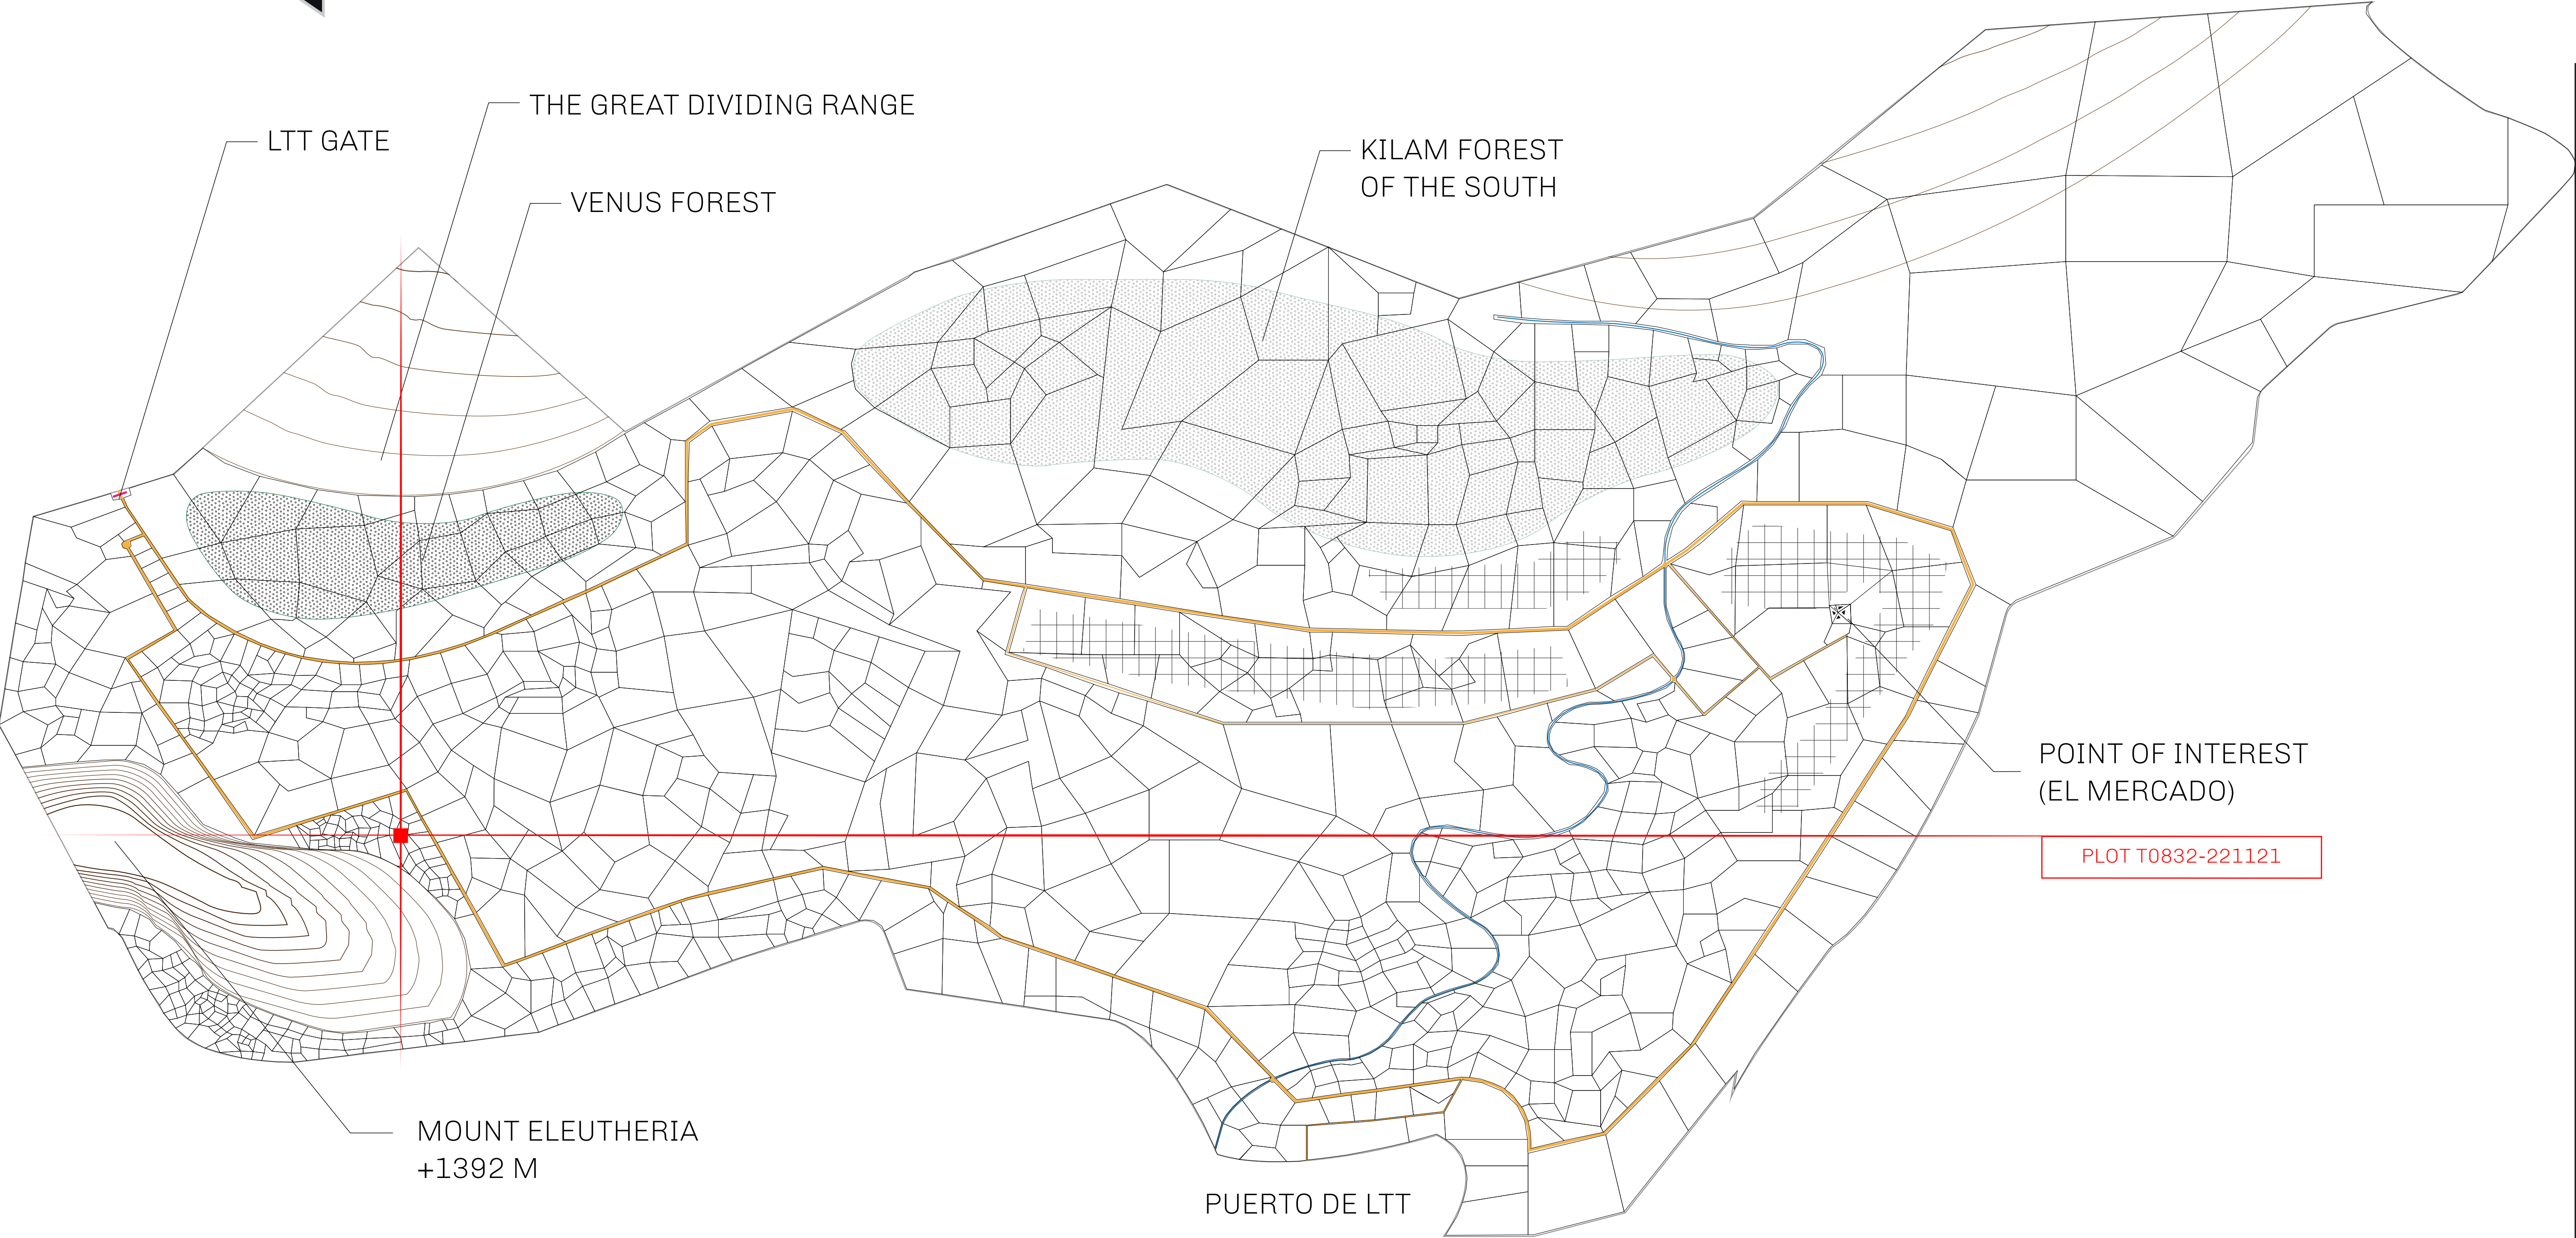 THE GREAT DIVIDING RANGE
LTT GATE
KILAM FOREST
OF THE SOUTH
VENUS FOREST
POINT OF INTEREST
(EL MERCADO)
PLOT T0832-221121
MOUNT ELEUTHERIA
+1392 M
PUERTO DE LTT